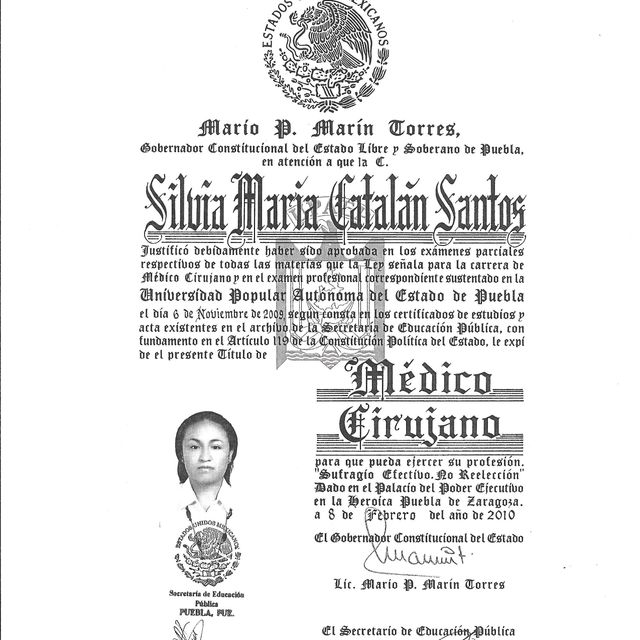 ESTADOS MEXICANOS
Mario P. Marín Torres,
Gobernador Constitucional del Estado Libre y Soberano de Puebla,
en atención a que la C.
Silvia María Catalán Santos
Justificó debidamente haber sido aprobada en los exámenes parciales
respectivos de todas las materias que la Ley señala para la carrera de
Médico Cirujano y en el examen profesional correspondiente sustentado en la
Universidad Popular Autónoma del Estado de Puebla
el día 6 de Noviembre de 2009, según consta en los certificados de estudios y
acta existentes en el archivo de la Secretaría de Educación Pública, con
fundamento en el Artículo 119 de la Constitución Política del Estado, le expi
de el presente Título de
Médico
Cirujano
para que pueda ejercer su profesión.
"Sufragio Efectivo. No Reelección"
Dado en el Palacio del Poder Ejecutivo
en la Heroica Puebla de Zaragoza.
a 8 de Febrero del año de 2010
El Gobernador Constitucional del Estado
Lic. Mario P. Marín Torres
El Secretario de Educación Pública
ESTADOS UNIDOS MEXICANOS
Secretaría de Educación
Pública
PUEBLA, PUE.